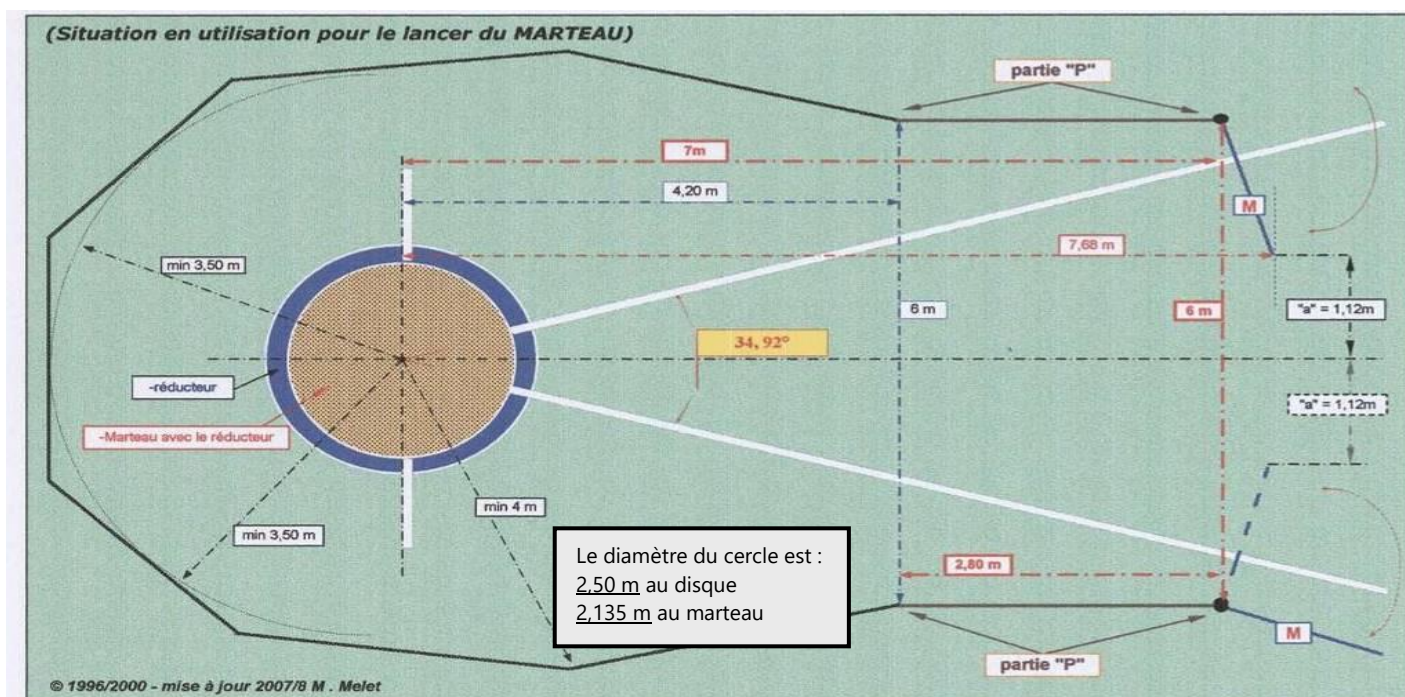 (Situation en utilisation pour le lancer du MARTEAU)
partie "P"
7m
4,20 m
M
7,68 m
min 3,50 m
6 m
6 m
"a" = 1,12m
34, 92°
-réducteur
"a" = 1,12m
-Marteau avec le réducteur
min 4 m
min 3,50 m
Le diamètre du cercle est :
2,50 m au disque
2,135 m au marteau
2,80 m
M
partie "P"
© 1996/2000 - mise à jour 2007/8 M . Melet